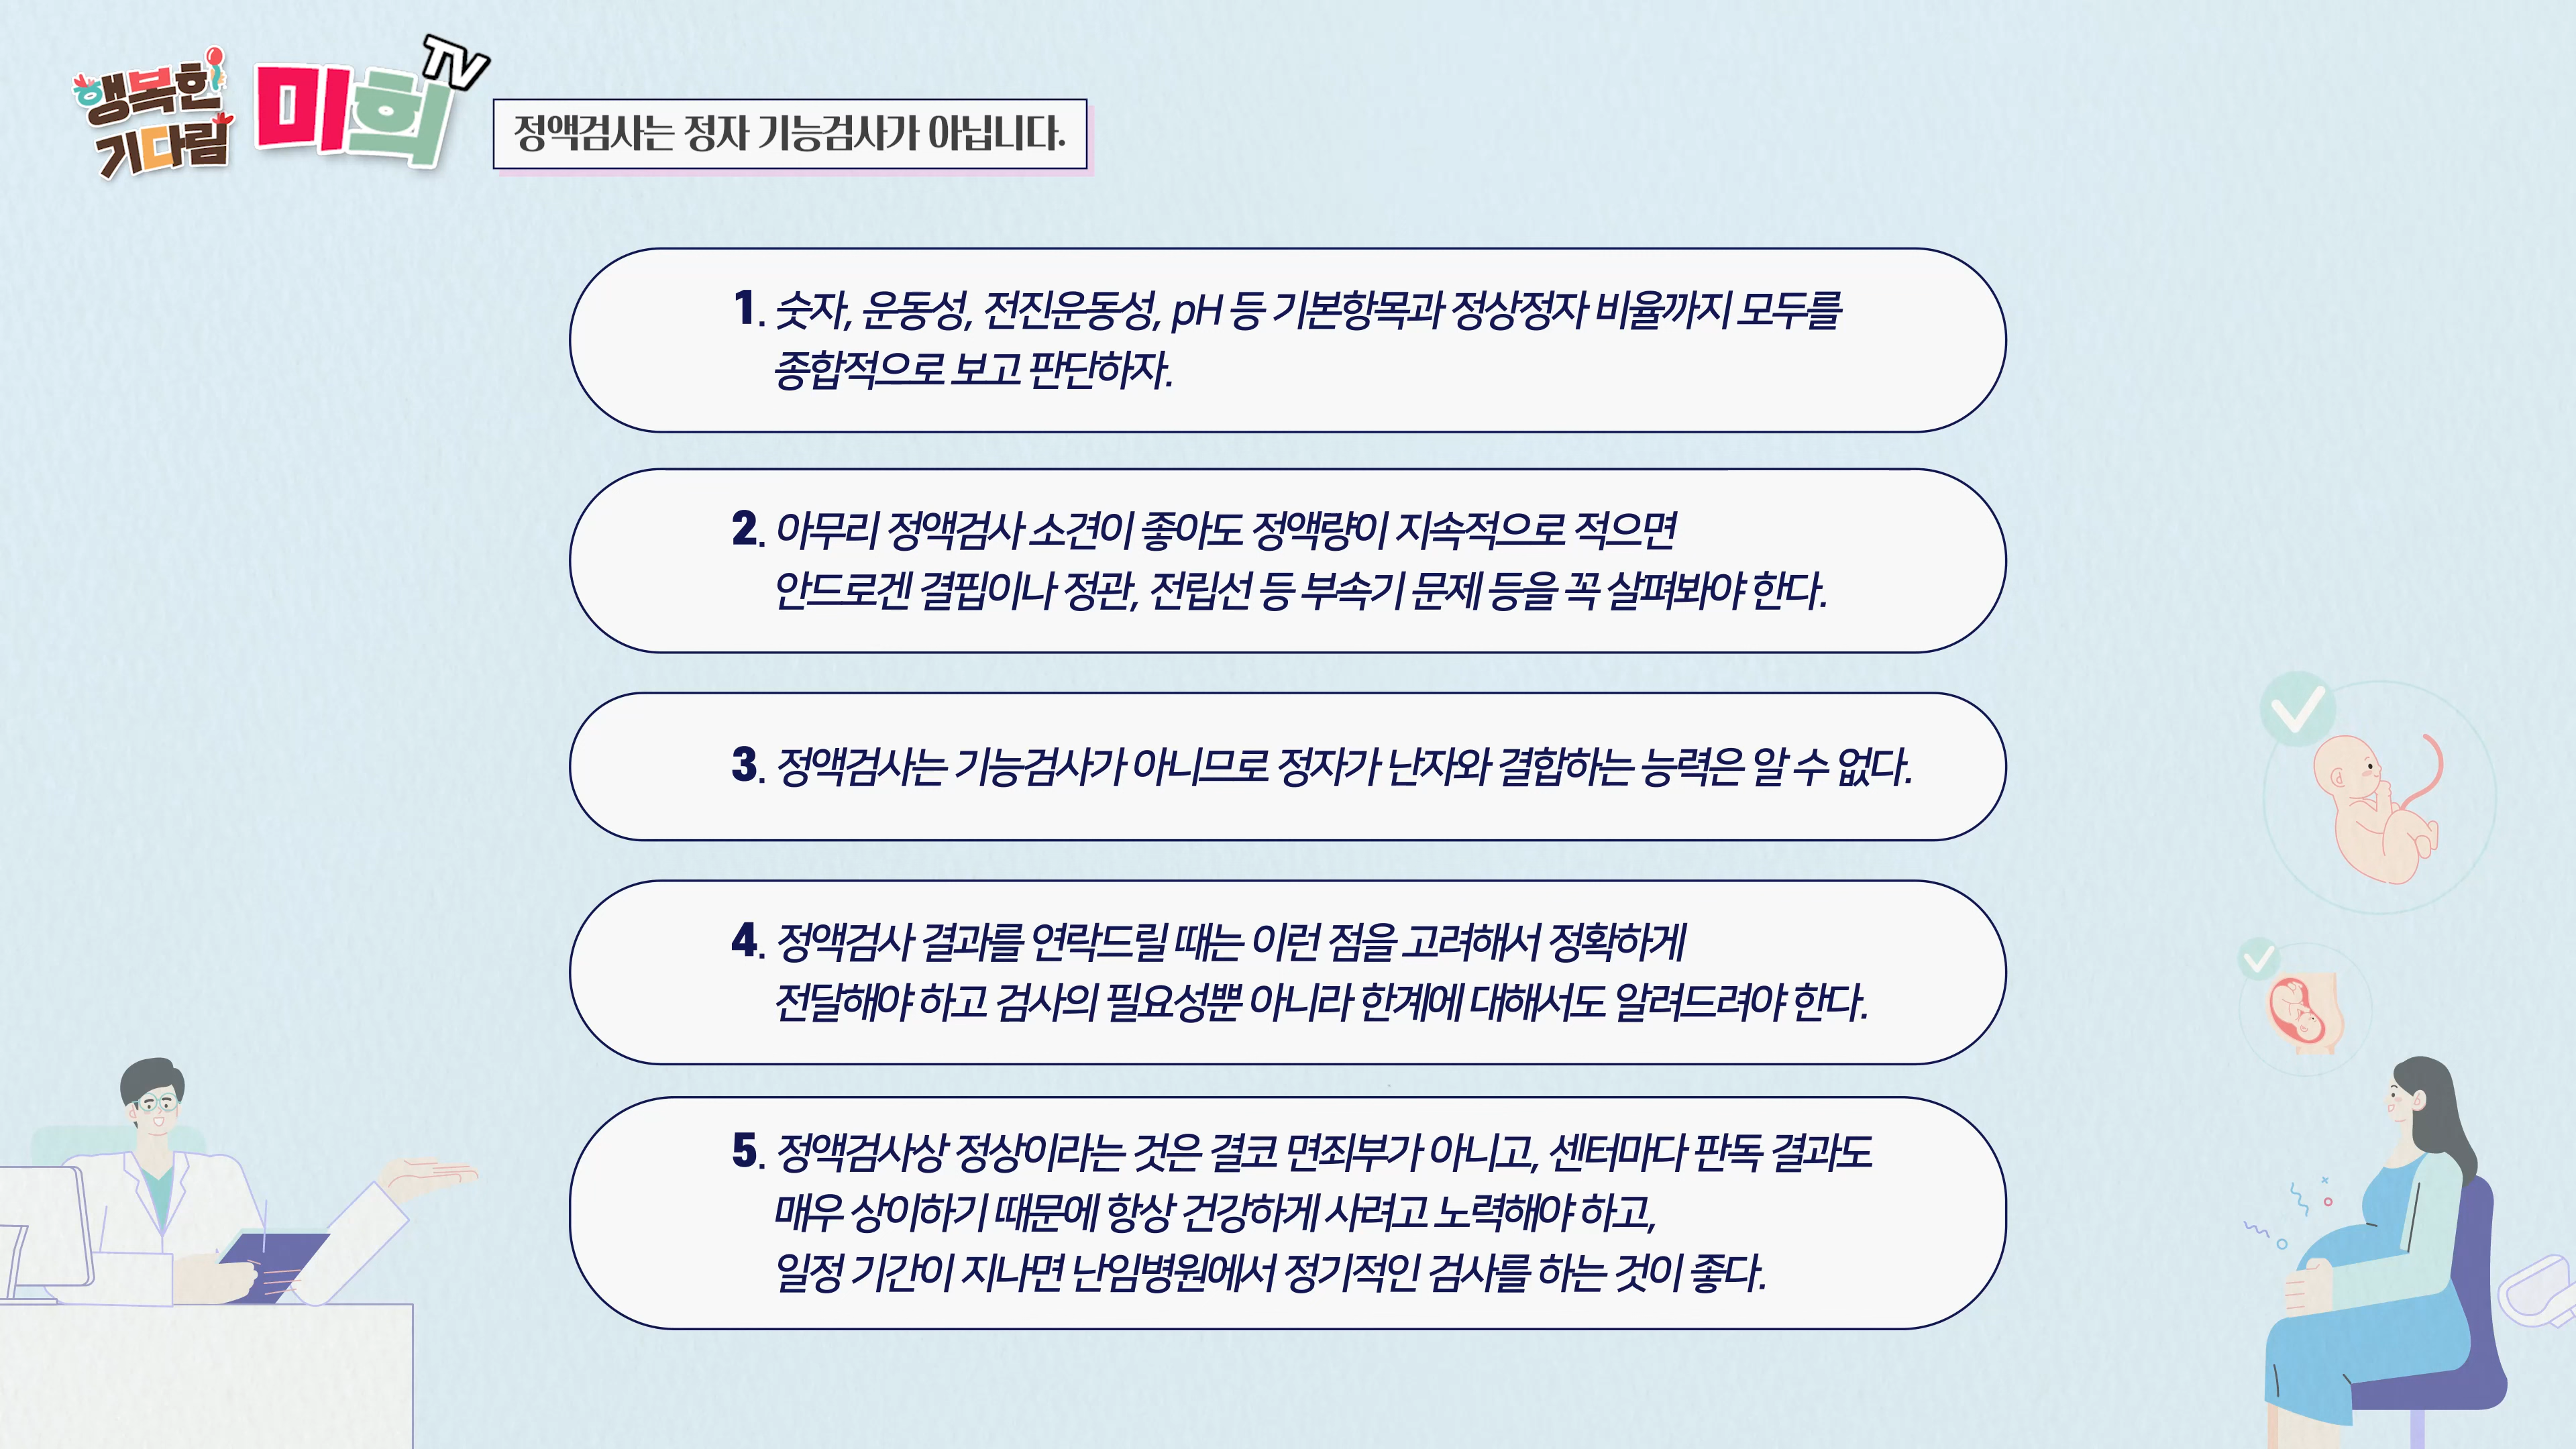 행복한
기다림
미희
TV
정액검사는 정자 기능검사가 아닙니다.
1. 숫자, 운동성, 전진운동성, pH 등 기본항목과 정상정자 비율까지 모두를
종합적으로 보고 판단하자.
2. 아무리 정액검사 소견이 좋아도 정액량이 지속적으로 적으면
안드로겐 결핍이나 정관, 전립선 등 부속기 문제 등을 꼭 살펴봐야 한다.
3. 정액검사는 기능검사가 아니므로 정자가 난자와 결합하는 능력은 알 수 없다.
4. 정액검사 결과를 연락드릴 때는 이런 점을 고려해서 정확하게
전달해야 하고 검사의 필요성뿐 아니라 한계에 대해서도 알려드려야 한다.
5. 정액검사상 정상이라는 것은 결코 면죄부가 아니고, 센터마다 판독 결과도
매우 상이하기 때문에 항상 건강하게 사려고 노력해야 하고,
일정 기간이 지나면 난임병원에서 정기적인 검사를 하는 것이 좋다.